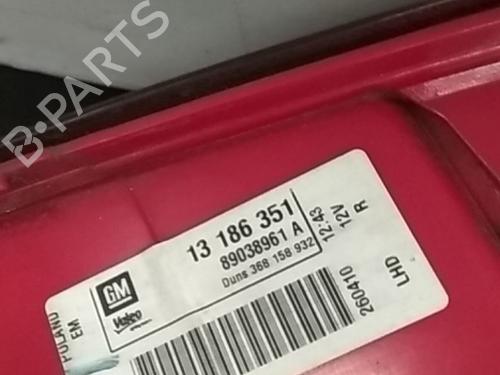 B-PARTS
13 186 351
89038961 A
Duns 368 158 932
12:43
12V
R
GM
Valeo
POLAND
EM
260410
LHD